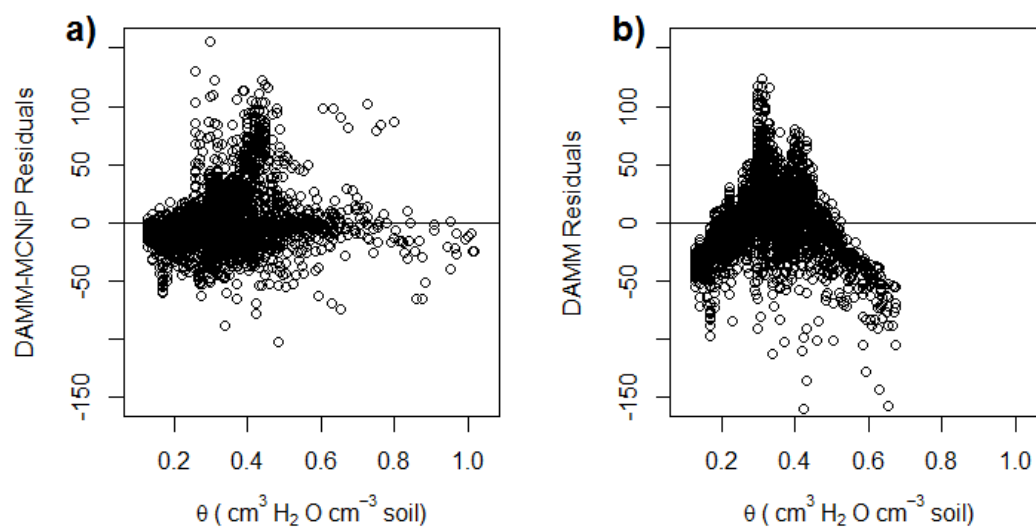 a)
DAMM-MCNiP Residuals
100
50
0
-50
-150
0.2 0.4 0.6 0.8 1.0
θ ( cm³ H₂ O cm⁻³ soil)
b)
DAMM Residuals
100
50
0
-50
-150
0.2 0.4 0.6 0.8 1.0
θ ( cm³ H₂ O cm⁻³ soil)